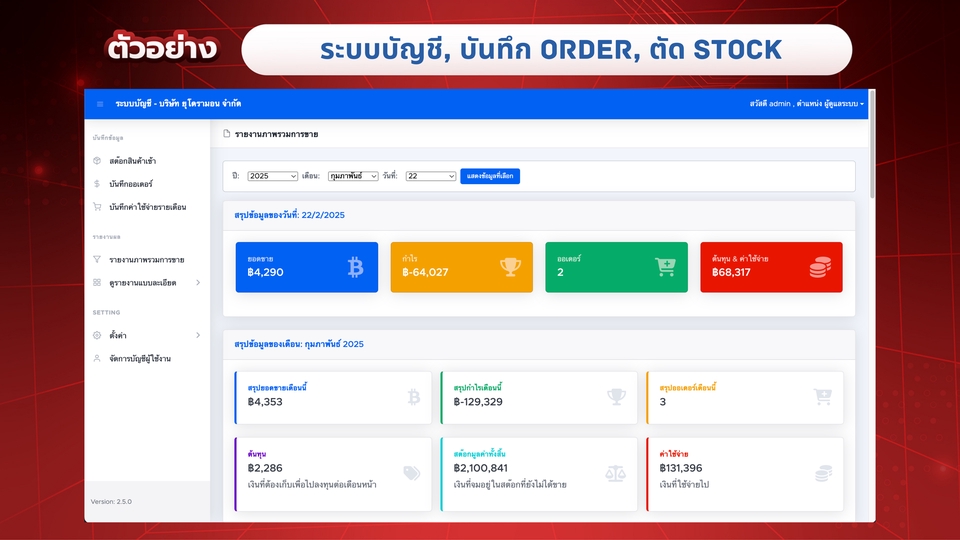 ตัวอย่าง
ระบบบัญชี, บันทึก ORDER, ตัด STOCK
ระบบบัญชี - บริษัท ยูโดรามอน จำกัด
สวัสดี admin , ตำแหน่ง ผู้ดูแลระบบ
บันทึกข้อมูล
สต๊อกสินค้าเข้า
บันทึกออเดอร์
บันทึกค่าใช้จ่ายรายเดือน
รายงานผล
รายงานภาพรวมการขาย
ดูรายงานแบบละเอียด
SETTING
ตั้งค่า
จัดการบัญชีผู้ใช้งาน
Version: 2.5.0
รายงานภาพรวมการขาย
ปี: 2025 เดือน: กุมภาพันธ์ วันที่: 22 แสดงข้อมูลที่เลือก
สรุปข้อมูลของวันที่: 22/2/2025
ยอดขาย
฿4,290
กำไร
฿-64,027
ออเดอร์
2
ต้นทุน & ค่าใช้จ่าย
฿68,317
สรุปข้อมูลของเดือน: กุมภาพันธ์ 2025
สรุปยอดขายเดือนนี้
฿4,353
สรุปกำไรเดือนนี้
฿-129,329
สรุปออเดอร์เดือนนี้
3
ต้นทุน
฿2,286
เงินที่ต้องเก็บเพื่อไปลงทุนต่อเดือนหน้า
สต๊อกมูลค่าทั้งสิ้น
฿2,100,841
เงินที่จมอยู่ในสต๊อกที่ยังไม่ได้ขาย
ค่าใช้จ่าย
฿131,396
เงินที่ใช้จ่ายไป